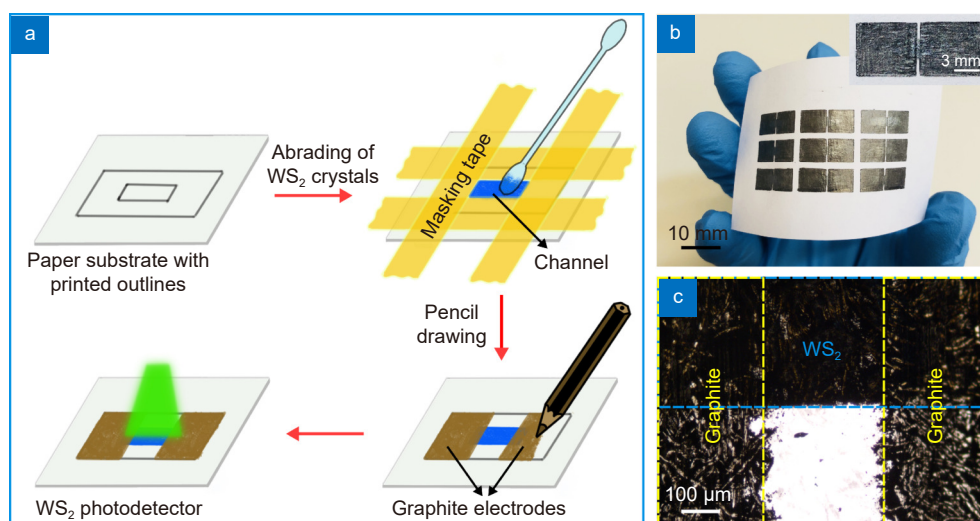 a
Abrading of
WS₂ crystals
Masking tape
Paper substrate with
printed outlines
Channel
Pencil
drawing
WS₂ photodetector
Graphite electrodes
b
3 mm
10 mm
c
WS₂
Graphite
Graphite
100 μm